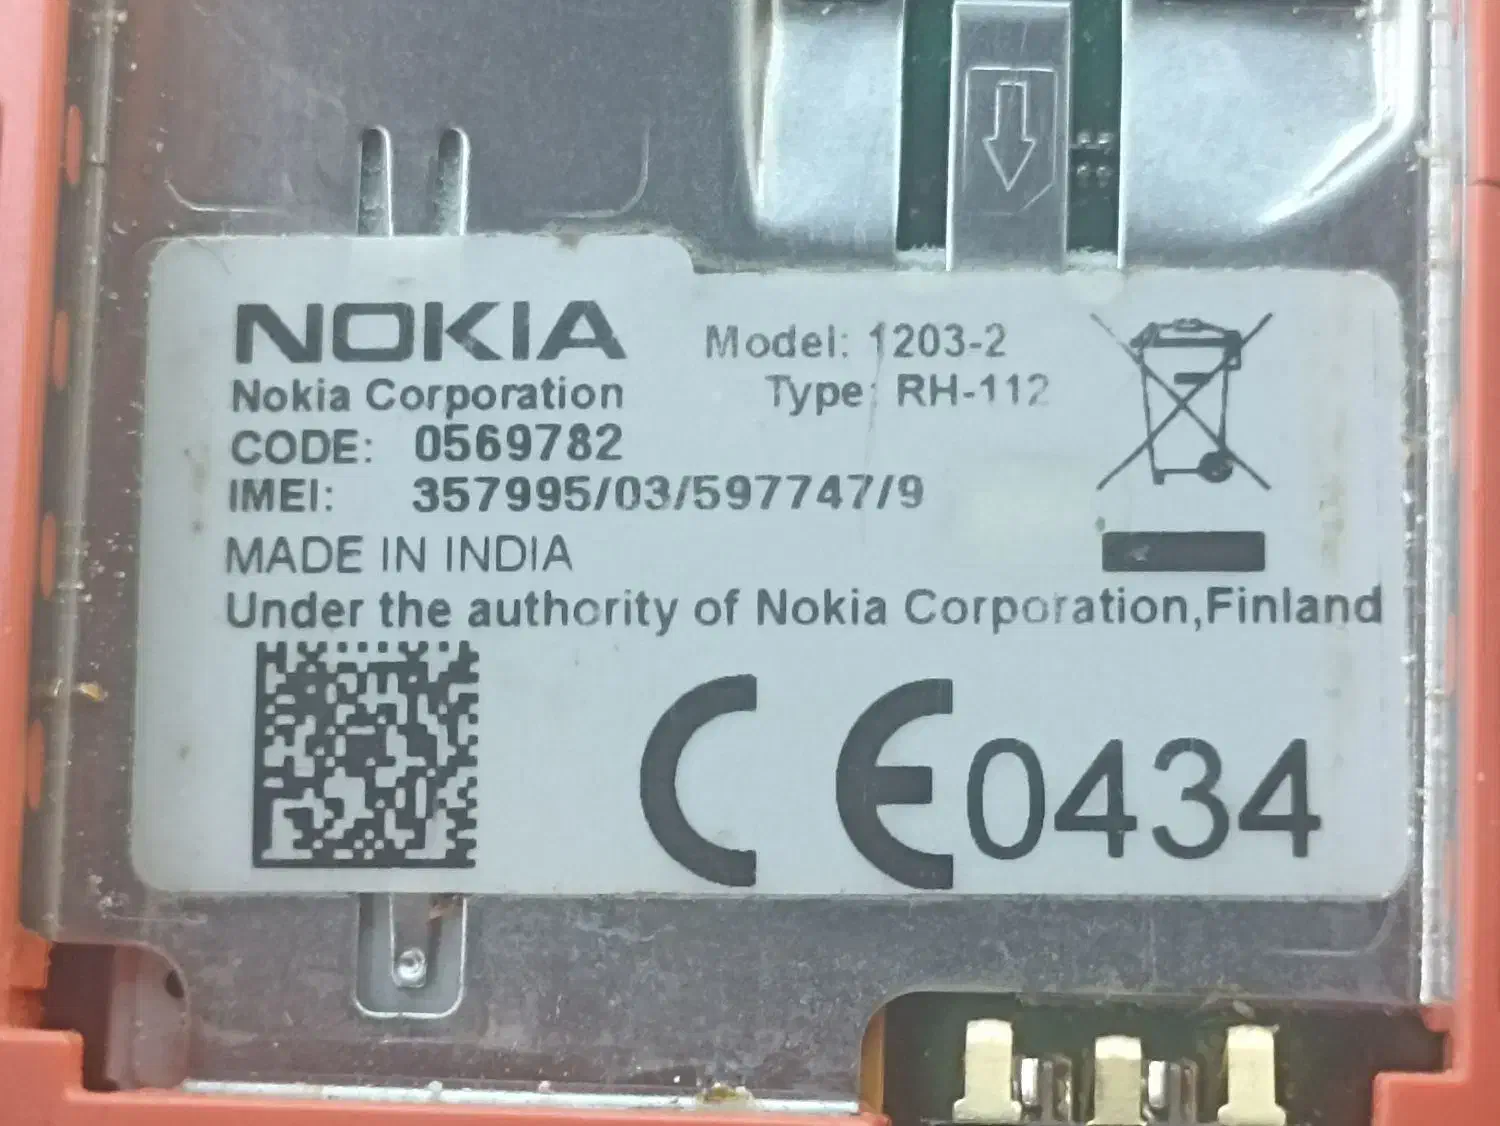 NOKIA
Model: 1203-2
Nokia Corporation
Type: RH-112
CODE: 0569782
IMEI: 357995/03/597747/9
MADE IN INDIA
Under the authority of Nokia Corporation,Finland
CE0434